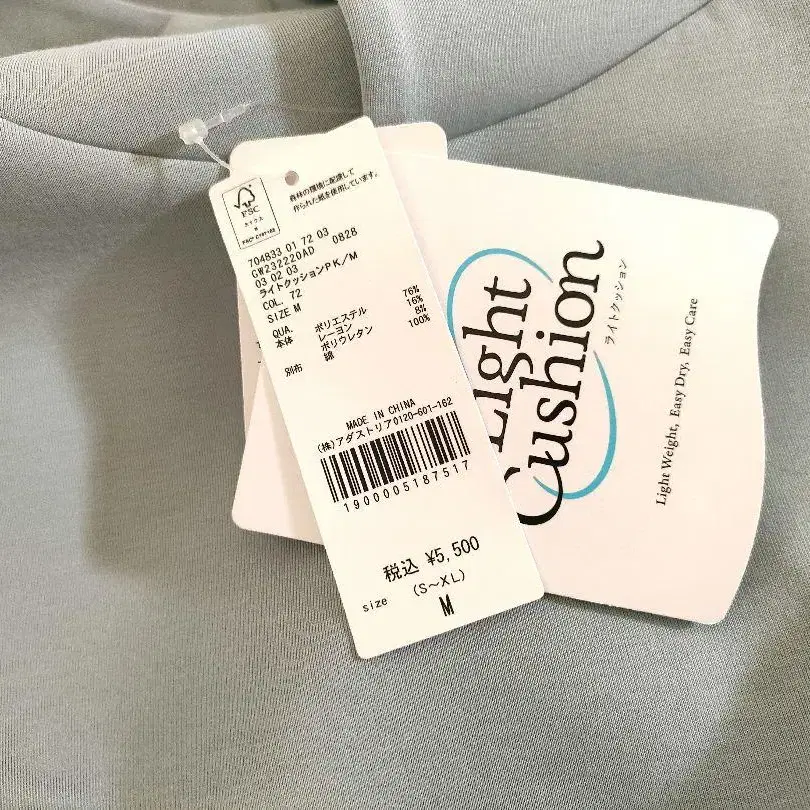 FSC
森林の環境に配慮して
作られた紙を使用しています。
704833 01 72 03
GW232220AD 0828
03 02 03
ライトクッションPK/M
COL. 72
SIZE M
QUA.
本体 ポリエステル 76%
レーヨン 16%
ポリウレタン 8%
別布 綿 100%
MADE IN CHINA
(株)アダストリア0120-601-162
1900005187517
税込 ¥5,500
(S～XL)
size M
Light
Cushion
ライトクッション
Light Weight, Easy Dry, Easy Care